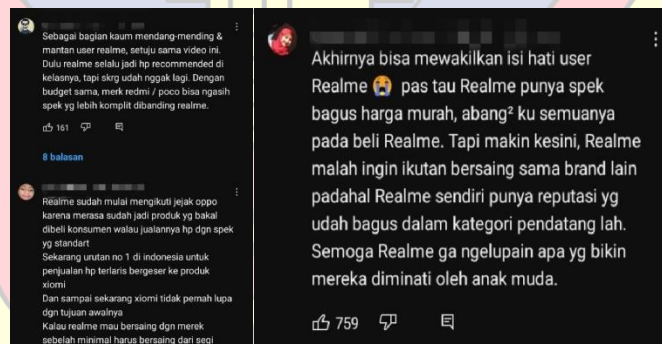 Sebagai bagian kaum mendang-mending &
mantan user realme, setuju sama video ini.
Dulu realme selalu jadi hp recommended di
kelasnya, tapi skrg udah nggak lagi. Dengan
budget sama, merk redmi / poco bisa ngasih
spek yg lebih komplit dibanding realme.
161
8 balasan
Realme sudah mulai mengikuti jejak oppo
karena merasa sudah jadi produk yg bakal
dibeli konsumen walau jualannya hp dgn spek
yg standart
Sekarang urutan no 1 di indonesia untuk
penjualan hp terlaris bergeser ke produk
xiomi
Dan sampai sekarang xiomi tidak pernah lupa
dgn tujuan awalnya
Kalau realme mau bersaing dgn merek
sebelah minimal harus bersaing dari segi
Akhirnya bisa mewakilkan isi hati user
Realme 😭 pas tau Realme punya spek
bagus harga murah, abang² ku semuanya
pada beli Realme. Tapi makin kesini, Realme
malah ingin ikutan bersaing sama brand lain
padahal Realme sendiri punya reputasi yg
udah bagus dalam kategori pendatang lah.
Semoga Realme ga ngelupain apa yg bikin
mereka diminati oleh anak muda.
759